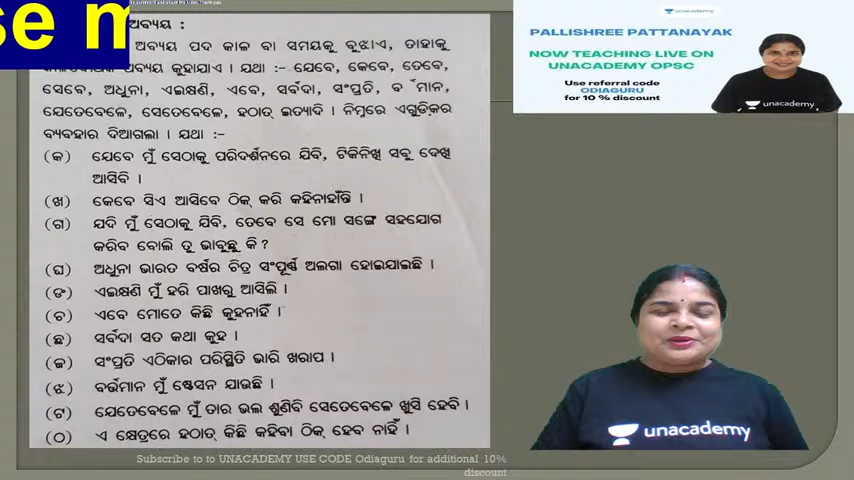 se m
ଅବ୍ୟୟ :
ଅବ୍ୟୟ ପଦ କାଳ ବା ସମୟକୁ ବୁଝାଏ, ତାହାକୁ
ଅବ୍ୟୟ କୁହାଯାଏ । ଯଥା :- ଯେବେ, କେବେ, ତେବେ,
ସେବେ, ଅଧୁନା, ଏଇକ୍ଷଣି, ଏବେ, ସର୍ବଦା, ସଂପ୍ରତି,
ଯେତେବେଳେ, ସେତେବେଳେ, ହଠାତ୍ ଇତ୍ୟାଦି । ନିମ୍ନରେ ଏଗୁଡ଼ିକର
ବ୍ୟବହାର ଦିଆଗଲା । ଯଥା :-
(କ) ଯେବେ ମୁଁ ସେଠାକୁ ପରିଦର୍ଶନରେ ଯିବି, ଟିକିନିଖି ସବୁ ଦେଖି
ଆସିବି ।
(ଖ) କେବେ ସିଏ ଆସିବେ ଠିକ୍ କରି କହିନାହାଁନ୍ତି ।
(ଗ) ଯଦି ମୁଁ ସେଠାକୁ ଯିବି, ତେବେ ସେ ମୋ ସଙ୍ଗେ ସହଯୋଗ
କରିବ ବୋଲି ତୁ ଭାବୁଛୁ କି ?
(ଘ) ଅଧୁନା ଭାରତ ବର୍ଷର ଚିତ୍ର ସଂପୂର୍ଣ୍ଣ ଅଲଗା ହୋଇଯାଇଛି ।
(ଙ) ଏଇକ୍ଷଣି ମୁଁ ହରି ପାଖରୁ ଆସିଲି ।
(ଚ) ଏବେ ମୋତେ କିଛି କୁହନାହିଁ ।
(ଛ) ସର୍ବଦା ସତ କଥା କୁହ ।
(ଜ) ସଂପ୍ରତି ଏଠିକାର ପରିସ୍ଥିତି ଭାରି ଖରାପ ।
(ଝ) ବର୍ତ୍ତମାନ ମୁଁ ଷ୍ଟେସନ ଯାଉଛି ।
(ଟ) ଯେତେବେଳେ ମୁଁ ତାର ଭଲ ଶୁଣିବି ସେତେବେଳେ ଖୁସି ହେବି ।
(ଠ) ଏ କ୍ଷେତ୍ରରେ ହଠାତ୍ କିଛି କହିବା ଠିକ୍ ହେବ ନାହିଁ ।
Subscribe to to UNACADEMY USE CODE Odiaguru for additional 10%
discount
unacademy
PALLISHREE PATTANAYAK
NOW TEACHING LIVE ON
UNACADEMY OPSC
Use referral code
ODIAGURU
for 10 % discount
unacademy
unacademy